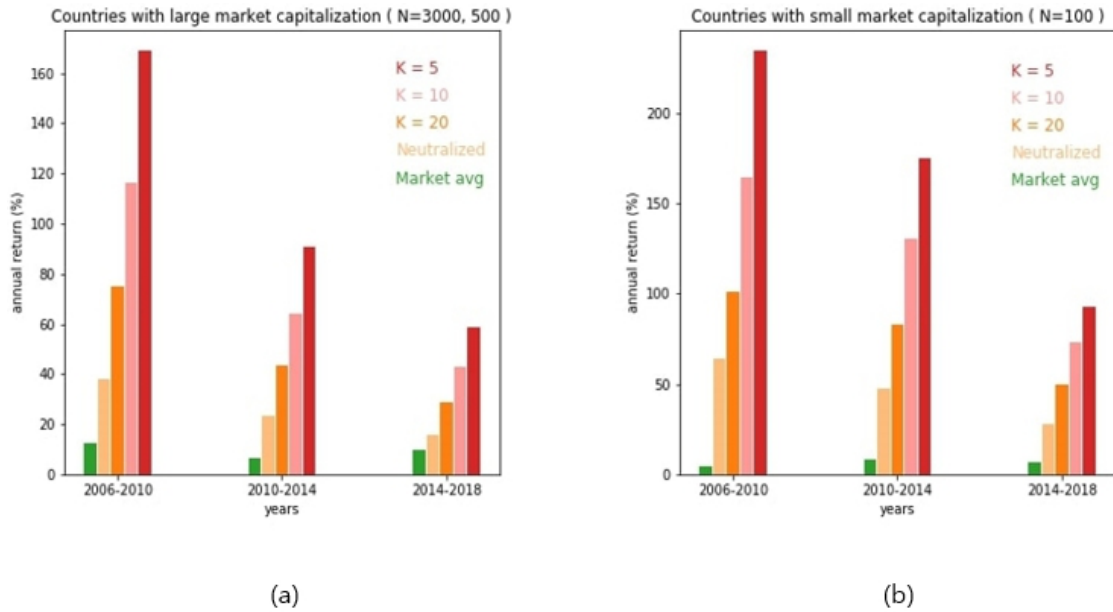 Countries with large market capitalization ( N=3000, 500 )
annual return (%)
160
140
120
100
80
60
40
20
0
K = 5
K = 10
K = 20
Neutralized
Market avg
2006-2010
2010-2014
2014-2018
years
(a)
Countries with small market capitalization ( N=100 )
annual return (%)
200
150
100
50
0
K = 5
K = 10
K = 20
Neutralized
Market avg
2006-2010
2010-2014
2014-2018
years
(b)